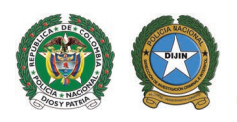 REPUBLICA • DE • COLOMBIA
POLICIA NACIONAL
DIOS Y PATRIA
POLICIA NACIONAL
DIJIN